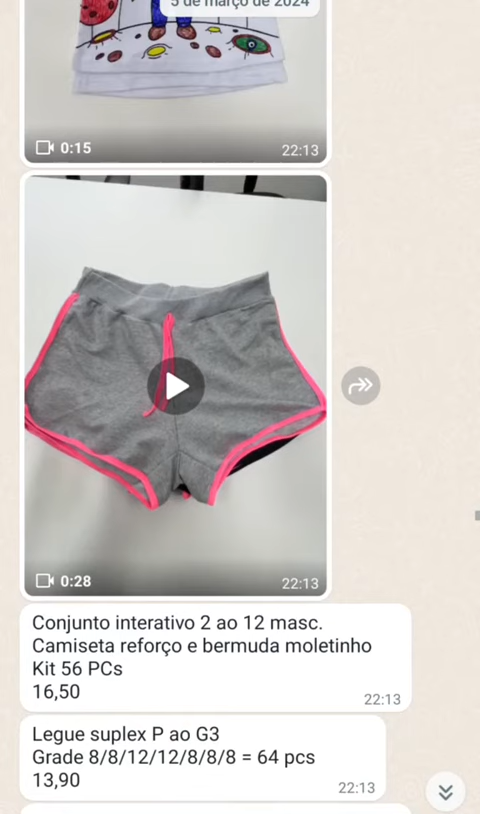 5 de março de 2024
0:15
22:13
0:28
22:13
Conjunto interativo 2 ao 12 masc.
Camiseta reforço e bermuda moletinho
Kit 56 PCs
16,50
22:13
Legue suplex P ao G3
Grade 8/8/12/12/8/8/8 = 64 pcs
13,90
22:13